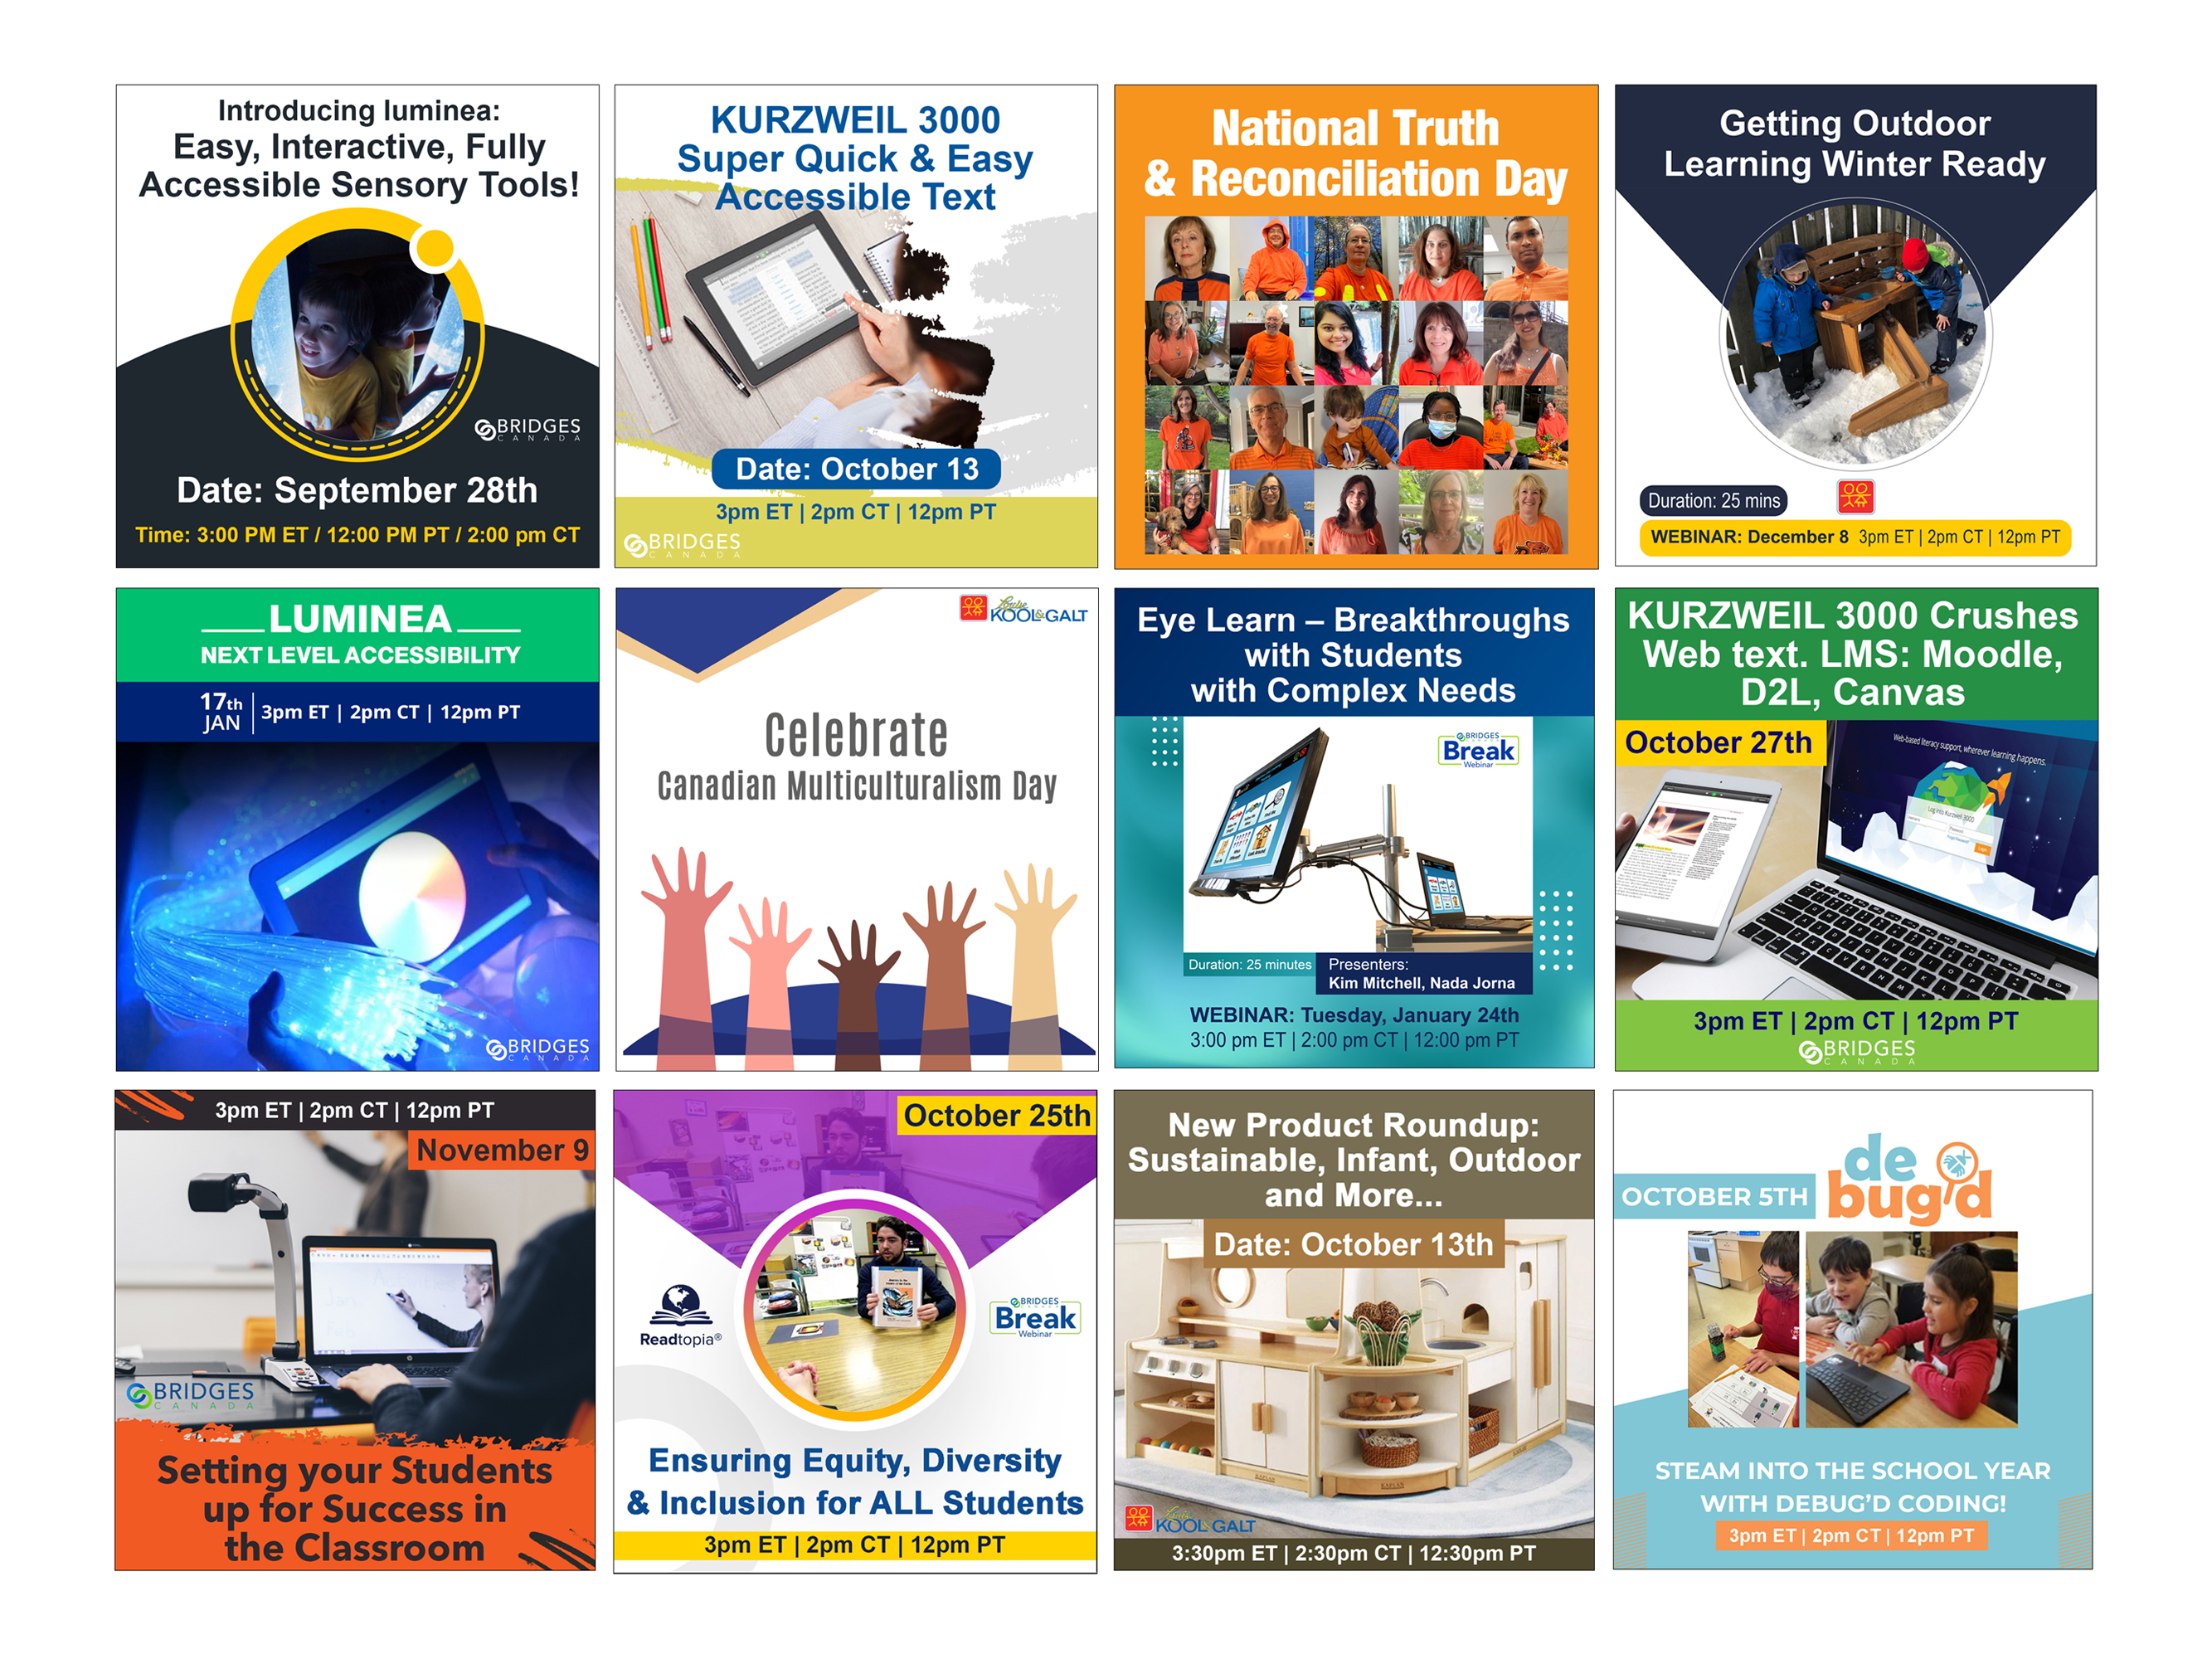 Introducing luminea:
Easy, Interactive, Fully
Accessible Sensory Tools!
BRIDGES
CANADA
Date: September 28th
Time: 3:00 PM ET / 12:00 PM PT / 2:00 pm CT
KURZWEIL 3000
Super Quick & Easy
Accessible Text
Date: October 13
3pm ET | 2pm CT | 12pm PT
BRIDGES
CANADA
National Truth
& Reconciliation Day
Getting Outdoor
Learning Winter Ready
Duration: 25 mins
WEBINAR: December 8 3pm ET | 2pm CT | 12pm PT
LUMINEA
NEXT LEVEL ACCESSIBILITY
17th
JAN
3pm ET | 2pm CT | 12pm PT
BRIDGES
CANADA
Louise
KOOL & GALT
Celebrate
Canadian Multiculturalism Day
Eye Learn – Breakthroughs
with Students
with Complex Needs
BRIDGES
Break
Webinar
Duration: 25 minutes
Presenters:
Kim Mitchell, Nada Jorna
WEBINAR: Tuesday, January 24th
3:00 pm ET | 2:00 pm CT | 12:00 pm PT
KURZWEIL 3000 Crushes
Web text. LMS: Moodle,
D2L, Canvas
October 27th
Web-based literacy support, wherever learning happens.
Log into Kurzweil 3000
3pm ET | 2pm CT | 12pm PT
BRIDGES
CANADA
3pm ET | 2pm CT | 12pm PT
November 9
BRIDGES
CANADA
Setting your Students
up for Success in
the Classroom
October 25th
Readtopia®
BRIDGES
Break
Webinar
Ensuring Equity, Diversity
& Inclusion for ALL Students
3pm ET | 2pm CT | 12pm PT
New Product Roundup:
Sustainable, Infant, Outdoor
and More...
Date: October 13th
Louise
KOOL & GALT
3:30pm ET | 2:30pm CT | 12:30pm PT
de
bug'd
OCTOBER 5TH
STEAM INTO THE SCHOOL YEAR
WITH DEBUG'D CODING!
3pm ET | 2pm CT | 12pm PT